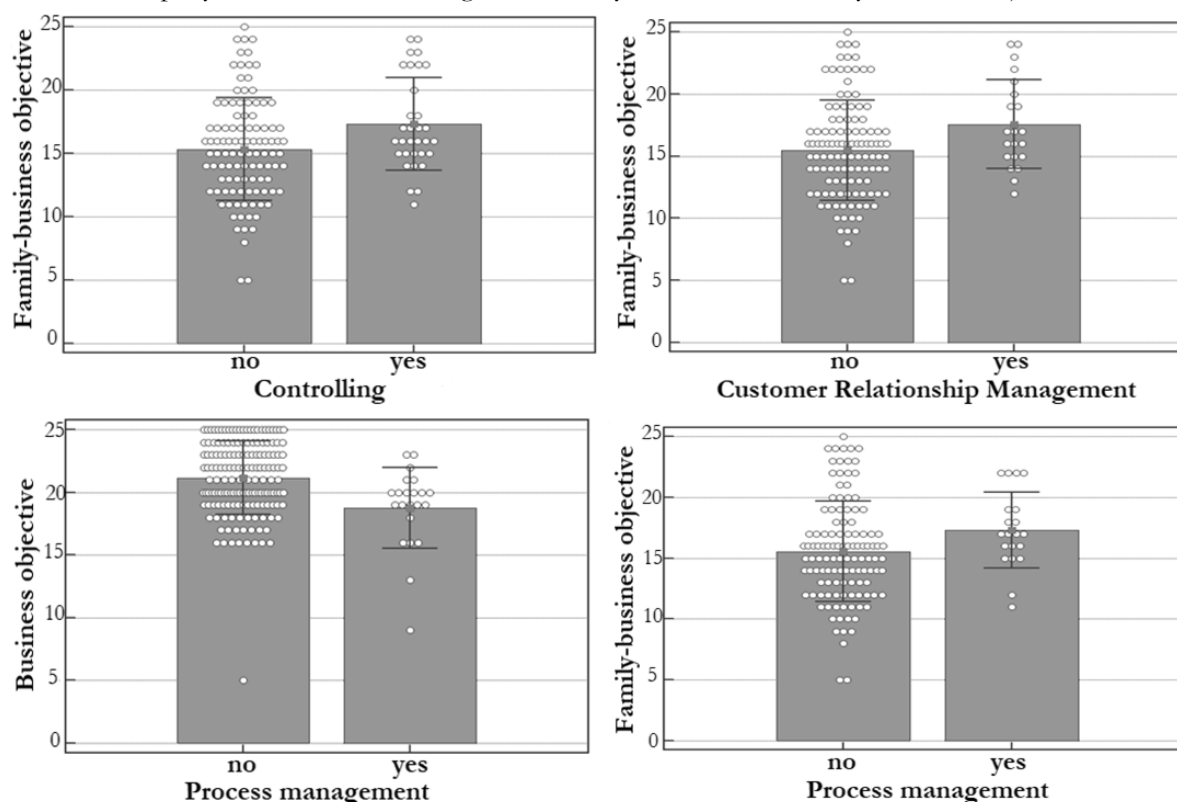 Family-business objective
25
20
15
10
5
0
no yes
Controlling
Family-business objective
25
20
15
10
5
0
no yes
Customer Relationship Management
Business objective
25
20
15
10
5
0
no yes
Process management
Family-business objective
25
20
15
10
5
0
no yes
Process management